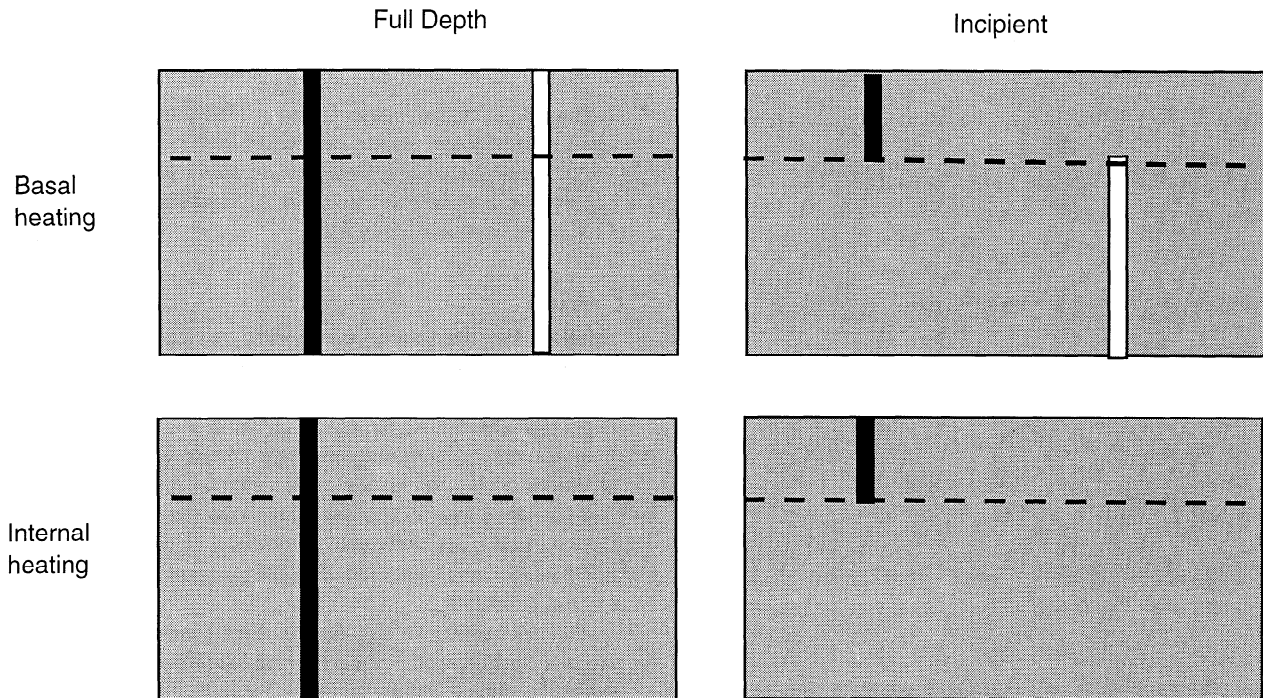 Full Depth
Incipient
Basal
heating
Internal
heating